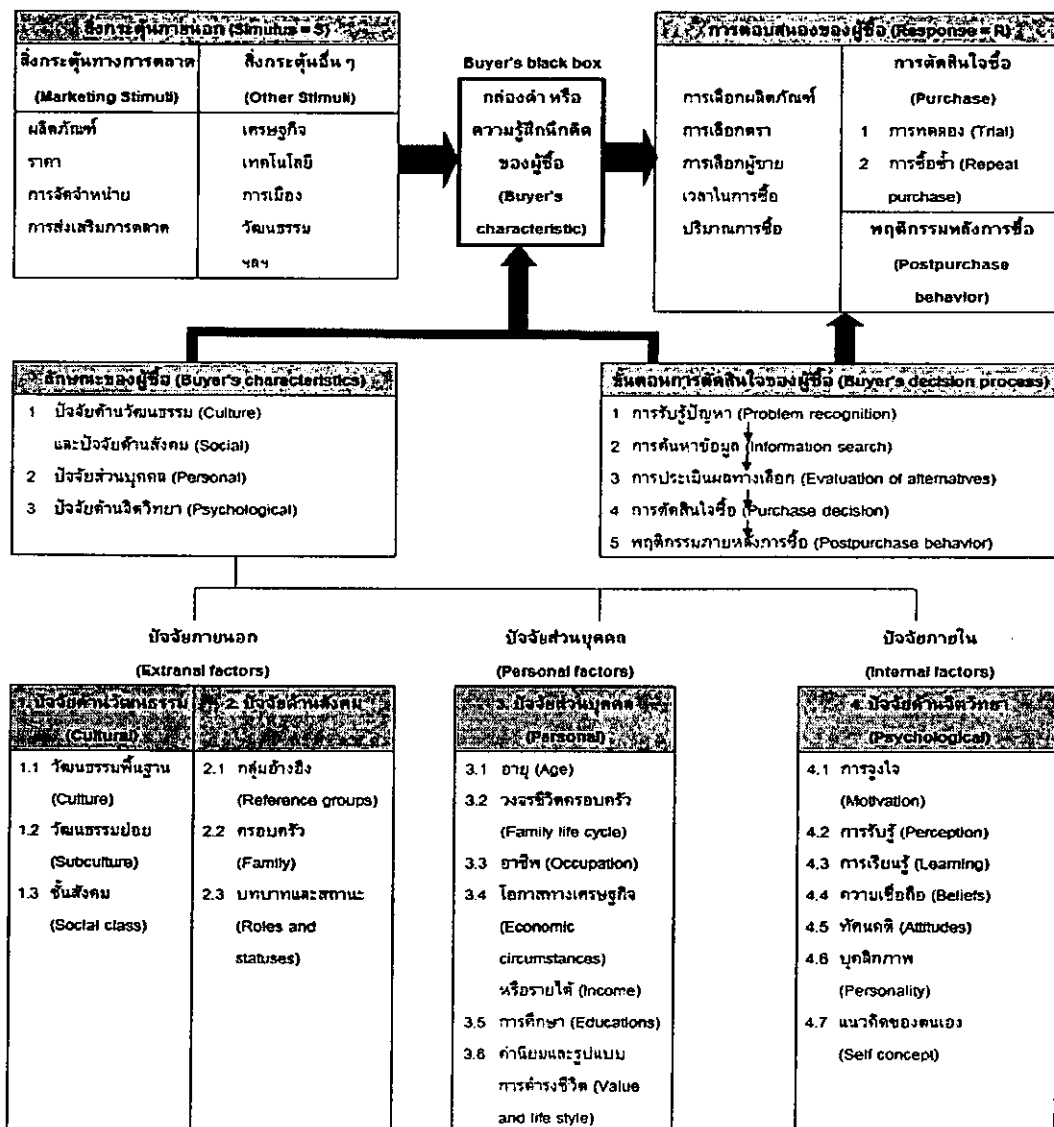 สิ่งกระตุ้นภายนอก (Stimulus = S)
สิ่งกระตุ้นทางการตลาด
(Marketing Stimuli)
ผลิตภัณฑ์
ราคา
การจัดจำหน่าย
การส่งเสริมการตลาด
สิ่งกระตุ้นอื่น ๆ
(Other Stimuli)
เศรษฐกิจ
เทคโนโลยี
การเมือง
วัฒนธรรม
ฯลฯ
Buyer's black box
กล่องดำ หรือ
ความรู้สึกนึกคิด
ของผู้ซื้อ
(Buyer's
characteristic)
การตอบสนองของผู้ซื้อ (Response = R)
การเลือกผลิตภัณฑ์
การเลือกตรา
การเลือกผู้ขาย
เวลาในการซื้อ
ปริมาณการซื้อ
การตัดสินใจซื้อ
(Purchase)
1 การทดลอง (Trial)
2 การซื้อซ้ำ (Repeat
purchase)
พฤติกรรมหลังการซื้อ
(Postpurchase
behavior)
ลักษณะของผู้ซื้อ (Buyer's characteristics)
1 ปัจจัยด้านวัฒนธรรม (Culture)
และปัจจัยด้านสังคม (Social)
2 ปัจจัยส่วนบุคคล (Personal)
3 ปัจจัยด้านจิตวิทยา (Psychological)
ขั้นตอนการตัดสินใจของผู้ซื้อ (Buyer's decision process)
1 การรับรู้ปัญหา (Problem recognition)
2 การค้นหาข้อมูล (Information search)
3 การประเมินผลทางเลือก (Evaluation of alternatives)
4 การตัดสินใจซื้อ (Purchase decision)
5 พฤติกรรมภายหลังการซื้อ (Postpurchase behavior)
ปัจจัยภายนอก
(Extranal factors)
ปัจจัยส่วนบุคคล
(Personal factors)
ปัจจัยภายใน
(Internal factors)
1. ปัจจัยด้านวัฒนธรรม
(Cultural)
1.1 วัฒนธรรมพื้นฐาน
(Culture)
1.2 วัฒนธรรมย่อย
(Subculture)
1.3 ชั้นสังคม
(Social class)
2. ปัจจัยด้านสังคม
2.1 กลุ่มอ้างอิง
(Reference groups)
2.2 ครอบครัว
(Family)
2.3 บทบาทและสถานะ
(Roles and
statuses)
3. ปัจจัยส่วนบุคคล
(Personal)
3.1 อายุ (Age)
3.2 วงจรชีวิตครอบครัว
(Family life cycle)
3.3 อาชีพ (Occupation)
3.4 โอกาสทางเศรษฐกิจ
(Economic
circumstances)
หรือรายได้ (Income)
3.5 การศึกษา (Educations)
3.6 ค่านิยมและรูปแบบ
การดำรงชีวิต (Value
and life style)
4. ปัจจัยด้านจิตวิทยา
(Psychological)
4.1 การจูงใจ
(Motivation)
4.2 การรับรู้ (Perception)
4.3 การเรียนรู้ (Learning)
4.4 ความเชื่อถือ (Beliefs)
4.5 ทัศนคติ (Attitudes)
4.6 บุคลิกภาพ
(Personality)
4.7 แนวคิดของตนเอง
(Self concept)